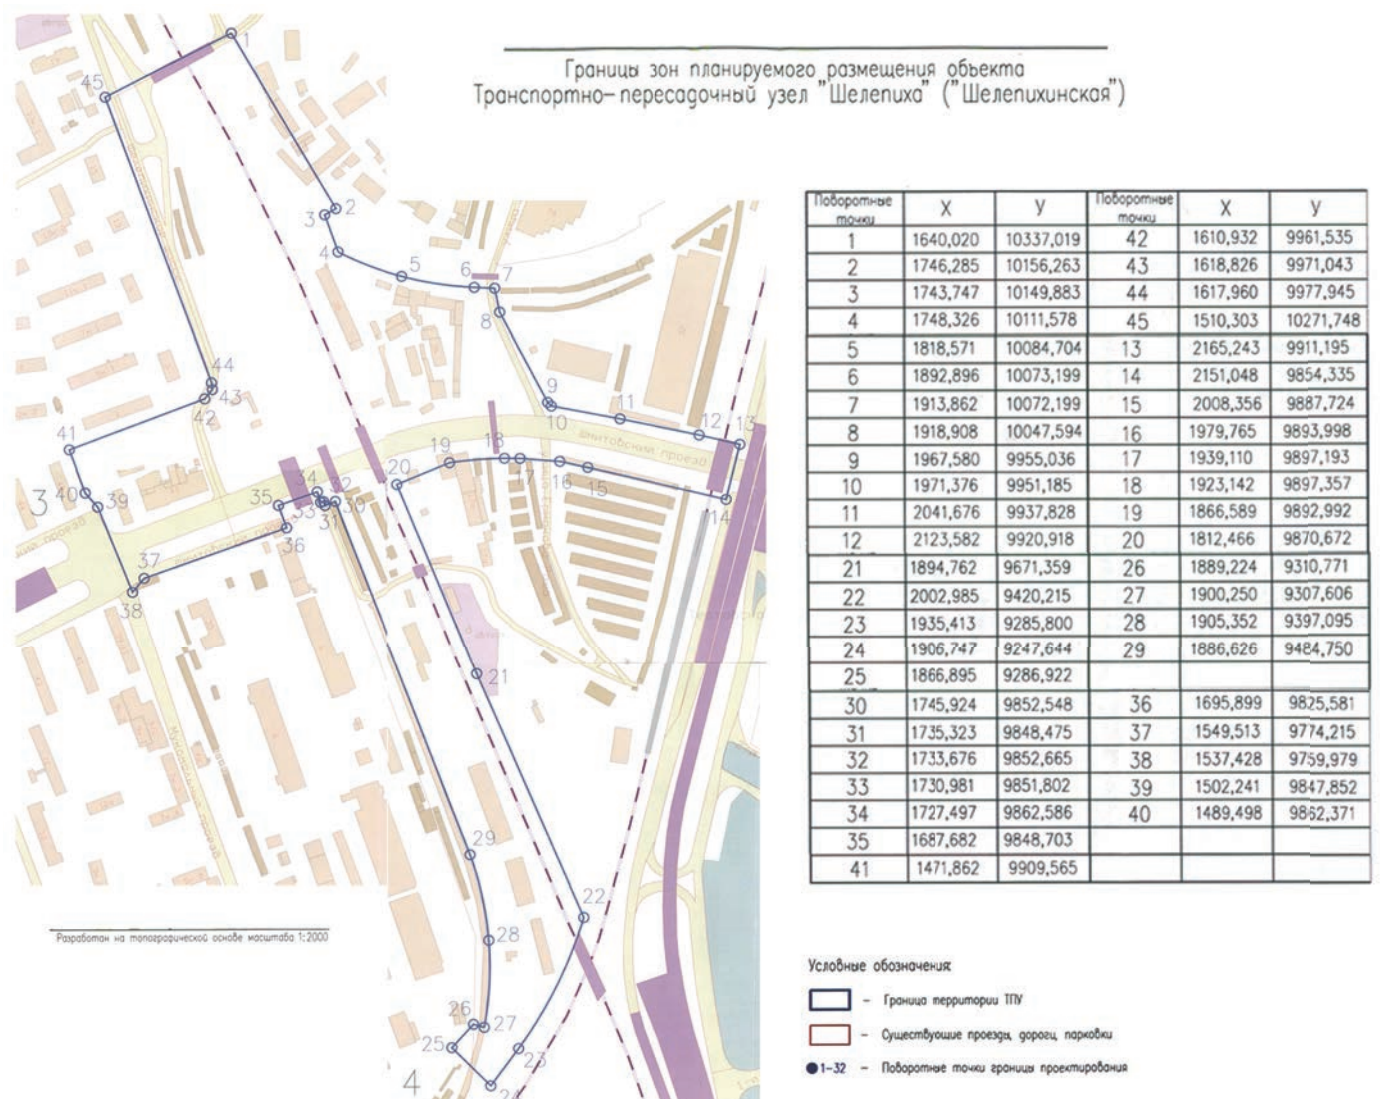 Границы зон планируемого размещения объекта
Транспортно-пересадочный узел "Шелепиха" ("Шелепихинская")
Поворотные точки X У Поворотные точки X У
1 1640,020 10337,019 42 1610,932 9961,535
2 1746,285 10156,263 43 1618,826 9971,043
3 1743,747 10149,883 44 1617,960 9977,945
4 1748,326 10111,578 45 1510,303 10271,748
5 1818,571 10084,704 13 2165,243 9911,195
6 1892,896 10073,199 14 2151,048 9854,335
7 1913,862 10072,199 15 2008,356 9887,724
8 1918,908 10047,594 16 1979,765 9893,998
9 1967,580 9955,036 17 1939,110 9897,193
10 1971,376 9951,185 18 1923,142 9897,357
11 2041,676 9937,828 19 1866,589 9892,992
12 2123,582 9920,918 20 1812,466 9870,672
21 1894,762 9671,359 26 1889,224 9310,771
22 2002,985 9420,215 27 1900,250 9307,606
23 1935,413 9285,800 28 1905,352 9397,095
24 1906,747 9247,644 29 1886,626 9484,750
25 1866,895 9286,922
30 1745,924 9852,548 36 1695,899 9825,581
31 1735,323 9848,475 37 1549,513 9774,215
32 1733,676 9852,665 38 1537,428 9759,979
33 1730,981 9851,802 39 1502,241 9847,852
34 1727,497 9862,586 40 1489,498 9862,371
35 1687,682 9848,703
41 1471,862 9909,565
Условные обозначения:
– Граница территории ТПУ
– Существующие проезды, дороги, парковки
1-32 – Поворотные точки границы проектирования
Разработан на топографической основе масштаба 1:2000
1
45
2
3
4
5
6
7
8
9
10
11
12
13
14
15
16
17
18
19
20
21
22
23
24
25
26
27
28
29
30
31
32
33
34
35
36
37
38
39
40
41
42
43
44
3
4
Шмитовский проезд